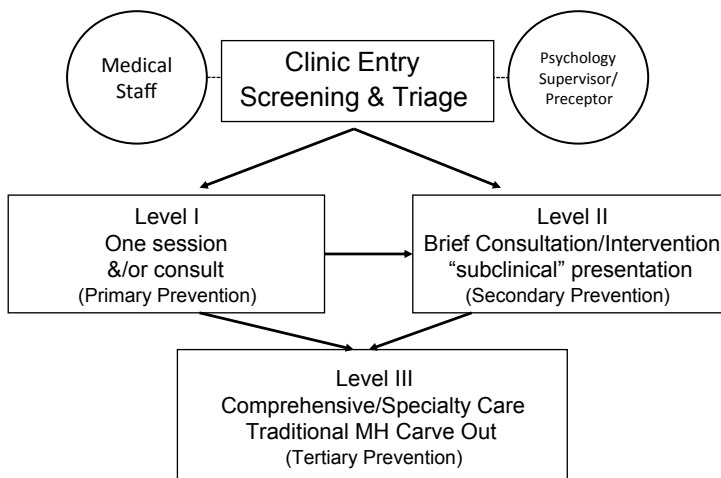 Medical
Staff
Clinic Entry
Screening & Triage
Psychology
Supervisor/
Preceptor
Level I
One session
&/or consult
(Primary Prevention)
Level II
Brief Consultation/Intervention
“subclinical” presentation
(Secondary Prevention)
Level III
Comprehensive/Specialty Care
Traditional MH Carve Out
(Tertiary Prevention)